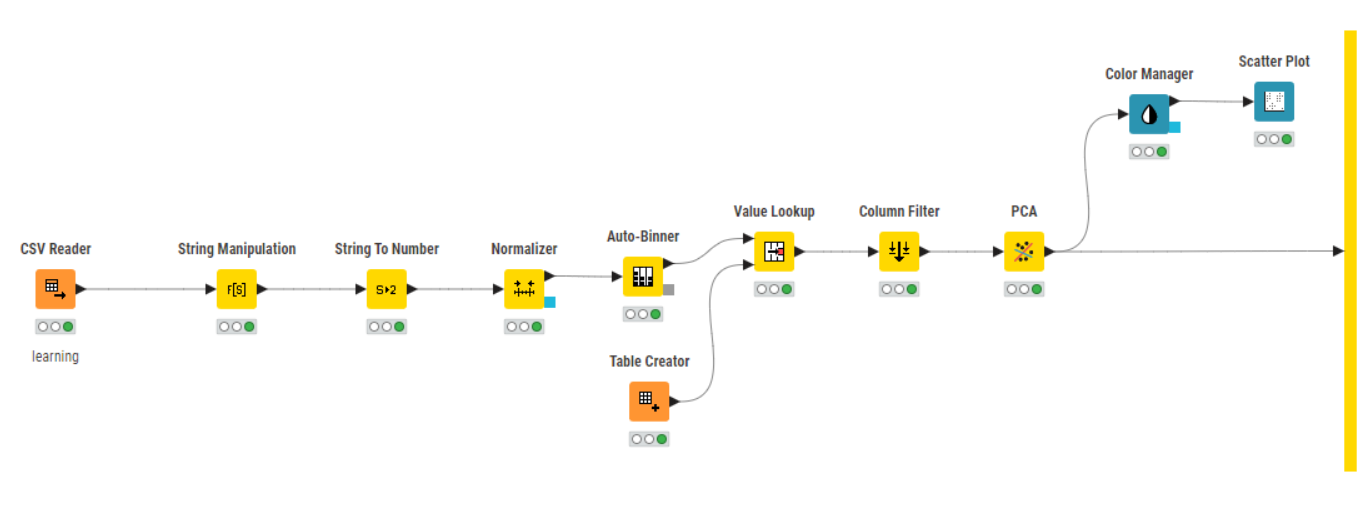 Scatter Plot
Color Manager
Value Lookup
Column Filter
PCA
Auto-Binner
CSV Reader
String Manipulation
String To Number
Normalizer
F[S]
S▸2
learning
Table Creator